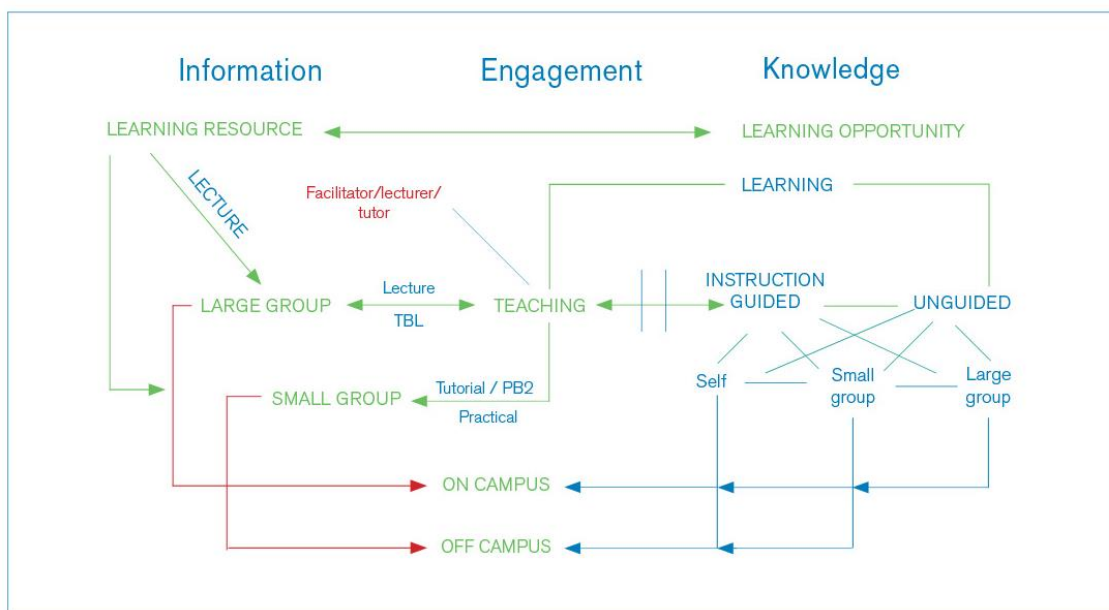 Information
Engagement
Knowledge
LEARNING RESOURCE
LEARNING OPPORTUNITY
LECTURE
Facilitator/lecturer/
tutor
LEARNING
LARGE GROUP
Lecture
TBL
TEACHING
INSTRUCTION
GUIDED
UNGUIDED
SMALL GROUP
Tutorial / PB2
Practical
Self
Small
group
Large
group
ON CAMPUS
OFF CAMPUS